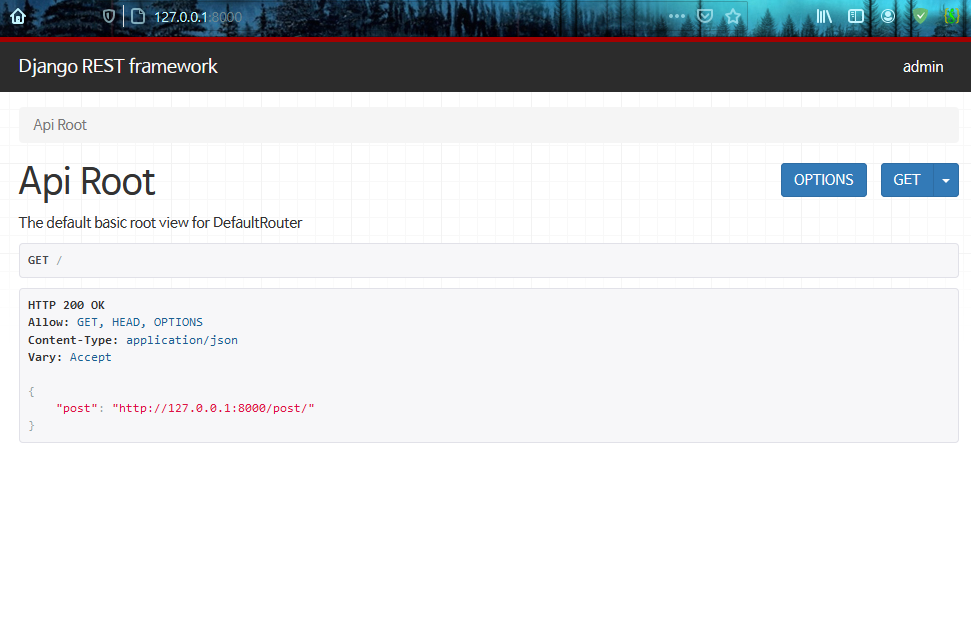 127.0.0.1:8000
Django REST framework
admin
Api Root
Api Root
OPTIONS
GET
The default basic root view for DefaultRouter
GET /
HTTP 200 OK
Allow: GET, HEAD, OPTIONS
Content-Type: application/json
Vary: Accept
{
"post": "http://127.0.0.1:8000/post/"
}